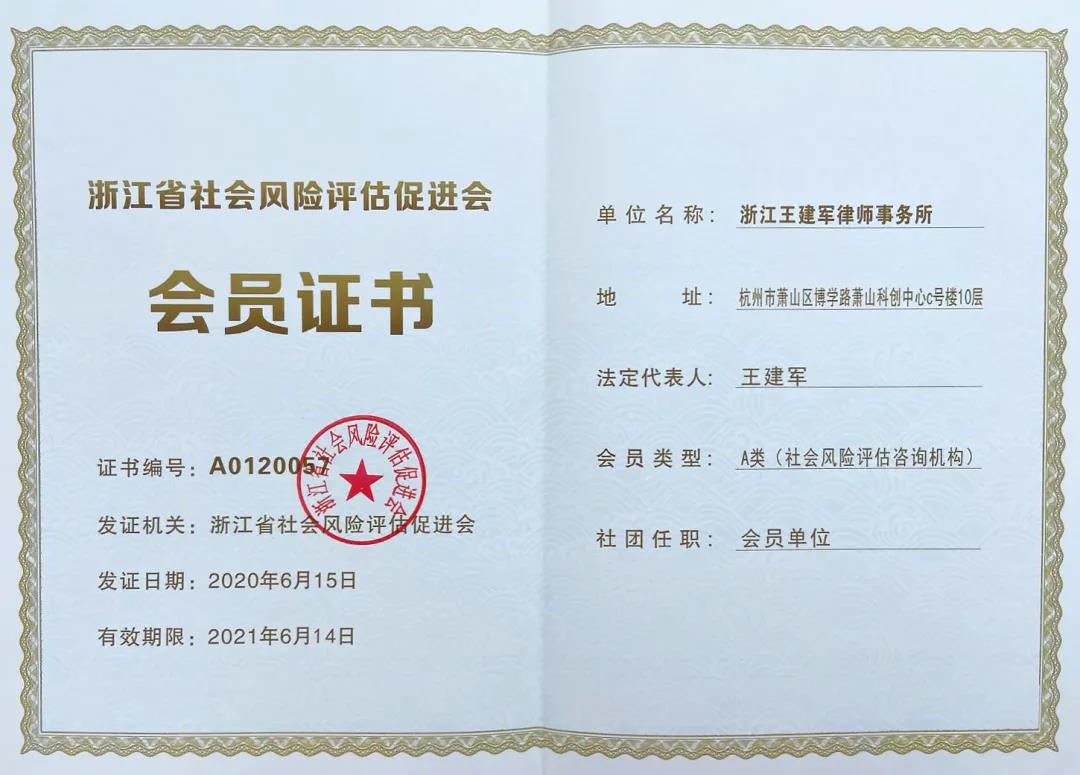 浙江省社会风险评估促进会
会员证书
证书编号：A0120057
浙江省社会风险评估促进会
发证机关：浙江省社会风险评估促进会
发证日期：2020年6月15日
有效期限：2021年6月14日
单位名称：浙江王建军律师事务所
地址：杭州市萧山区博学路萧山科创中心c号楼10层
法定代表人：王建军
会员类型：A类（社会风险评估咨询机构）
社团任职：会员单位